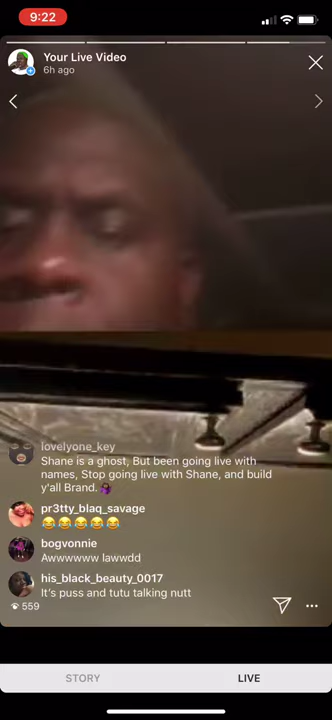 9:22
Your Live Video
6h ago
lovelyone_key
Shane is a ghost, But been going live with
names, Stop going live with Shane, and build
y'all Brand.
pr3tty_blaq_savage
😂😂😂😂😂
bogvonnie
Awwwwww lawwdd
his_black_beauty_0017
It's puss and tutu talking nutt
559
STORY
LIVE